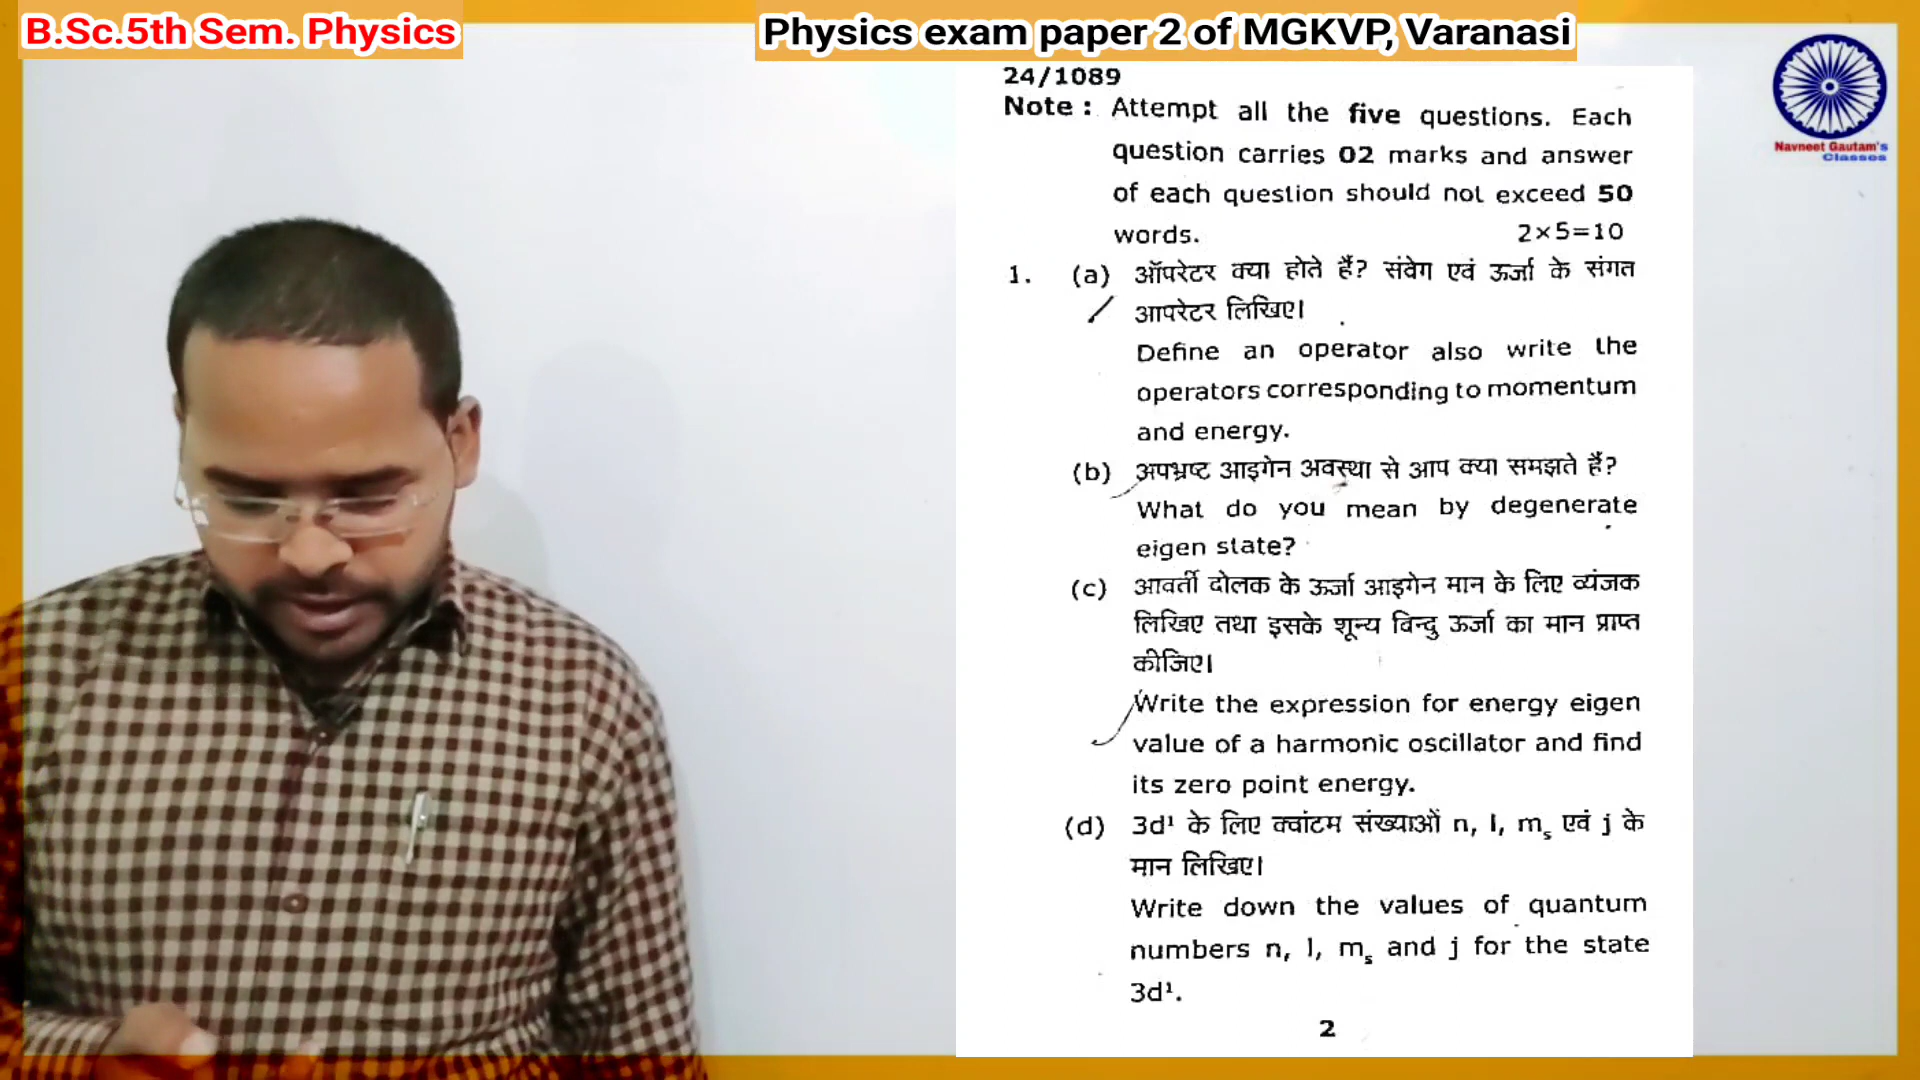 B.Sc.5th Sem. Physics
Physics exam paper 2 of MGKVP, Varanasi
Navneet Gautam's
Classes
24/1089
Note : Attempt all the five questions. Each
question carries 02 marks and answer
of each question should not exceed 50
words. 2×5=10
1. (a) ऑपरेटर क्या होते हैं? संवेग एवं ऊर्जा के संगत
आपरेटर लिखिए।
Define an operator also write the
operators corresponding to momentum
and energy.
(b) अपभ्रष्ट आइगेन अवस्था से आप क्या समझते हैं?
What do you mean by degenerate
eigen state?
(c) आवर्ती दोलक के ऊर्जा आइगेन मान के लिए व्यंजक
लिखिए तथा इसके शून्य विन्दु ऊर्जा का मान प्राप्त
कीजिए।
Write the expression for energy eigen
value of a harmonic oscillator and find
its zero point energy.
(d) 3d¹ के लिए क्वांटम संख्याओं n, l, mₛ एवं j के
मान लिखिए।
Write down the values of quantum
numbers n, l, mₛ and j for the state
3d¹.
2